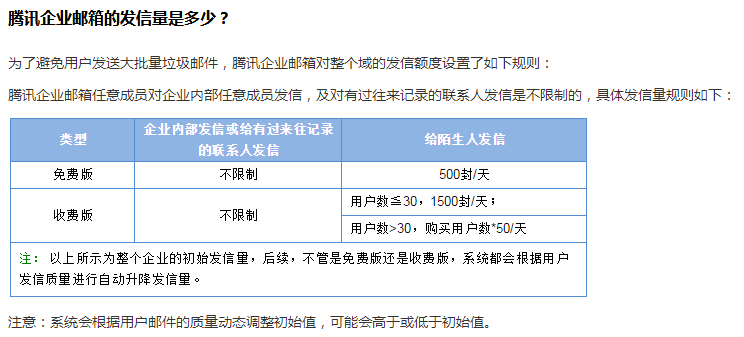 腾讯企业邮箱的发信量是多少？
为了避免用户发送大批量垃圾邮件，腾讯企业邮箱对整个域的发信额度设置了如下规则：
腾讯企业邮箱任意成员对企业内部任意成员发信，及对有过往来记录的联系人发信是不限制的，具体发信量规则如下：
类型
企业内部发信或给有过来往记录
的联系人发信
给陌生人发信
免费版
不限制
500封/天
收费版
不限制
用户数≦30，1500封/天；
用户数>30，购买用户数*50/天
注： 以上所示为整个企业的初始发信量，后续，不管是免费版还是收费版，系统都会根据用户
发信质量进行自动升降发信量。
注意：系统会根据用户邮件的质量动态调整初始值，可能会高于或低于初始值。